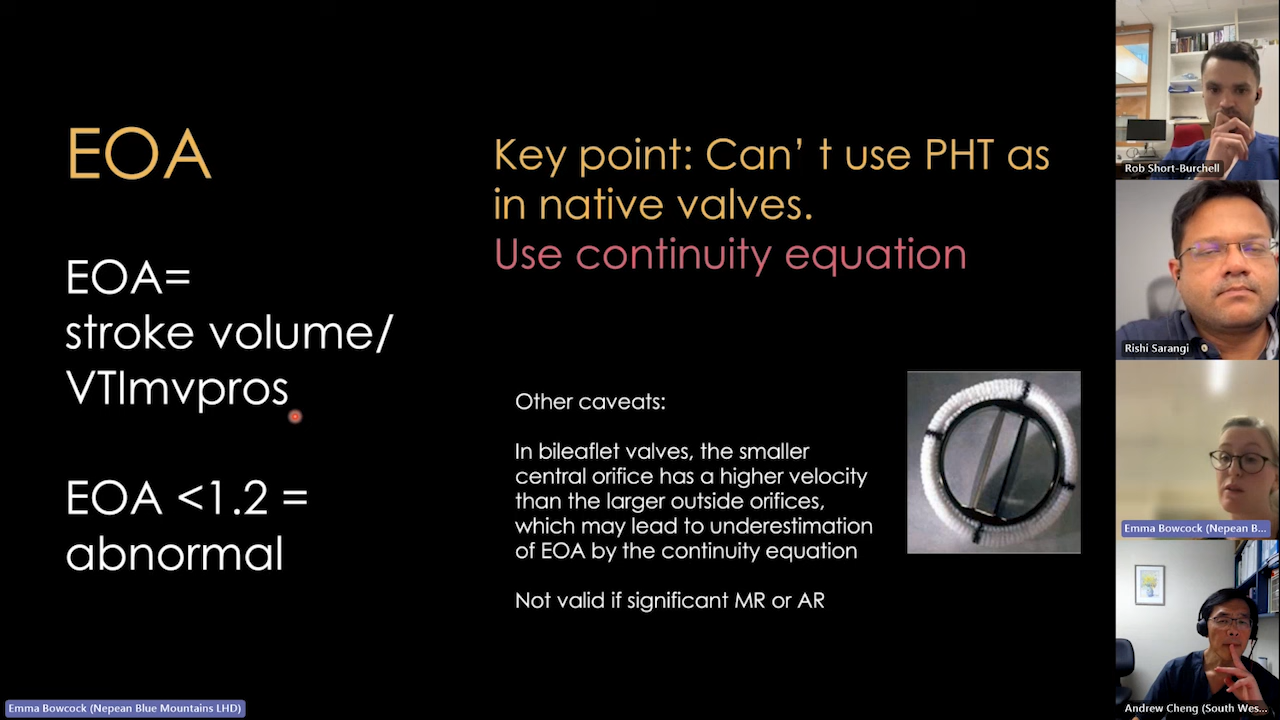 EOA
EOA=
stroke volume/
VTImvpros
EOA <1.2 =
abnormal
Key point: Can' t use PHT as
in native valves.
Use continuity equation
Other caveats:
In bileaflet valves, the smaller
central orifice has a higher velocity
than the larger outside orifices,
which may lead to underestimation
of EOA by the continuity equation
Not valid if significant MR or AR
Emma Bowcock (Nepean Blue Mountains LHD)
Rob Short-Burchell
Rishi Sarangi
Emma Bowcock (Nepean B...
Andrew Cheng (South Wes...